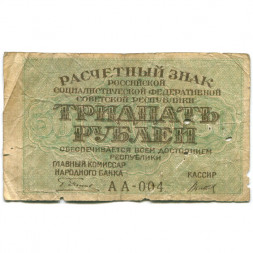 РАСЧЕТНЫЙ ЗНАК
РОССИЙСКОЙ
СОЦИАЛИСТИЧЕСКОЙ ФЕДЕРАТИВНОЙ
СОВЕТСКОЙ РЕСПУБЛИКИ
ТРИДЦАТЬ
РУБЛЕЙ
ОБЕСПЕЧИВАЕТСЯ ВСЕМ ДОСТОЯНИЕМ
РЕСПУБЛИКИ
ГЛАВНЫЙ КОМИССАР
НАРОДНОГО БАНКА
КАССИР
АА-004